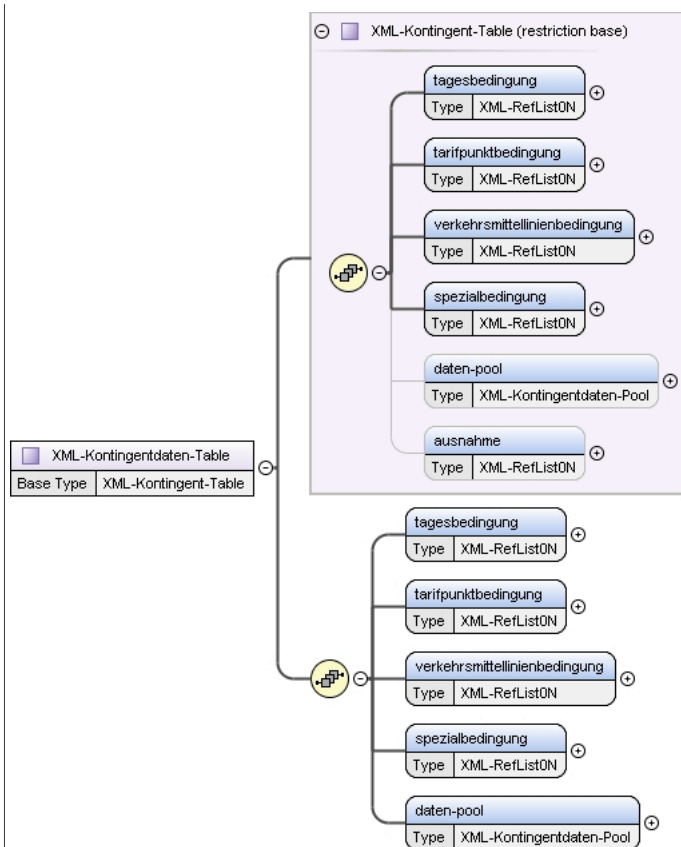 XML-Kontingent-Table (restriction base)
tagesbedingung
Type XML-RefList0N
tarifpunktbedingung
Type XML-RefList0N
verkehrsmittellinienbedingung
Type XML-RefList0N
spezialbedingung
Type XML-RefList0N
daten-pool
Type XML-Kontingentdaten-Pool
ausnahme
Type XML-RefList0N
XML-Kontingentdaten-Table
Base Type XML-Kontingent-Table
tagesbedingung
Type XML-RefList0N
tarifpunktbedingung
Type XML-RefList0N
verkehrsmittellinienbedingung
Type XML-RefList0N
spezialbedingung
Type XML-RefList0N
daten-pool
Type XML-Kontingentdaten-Pool